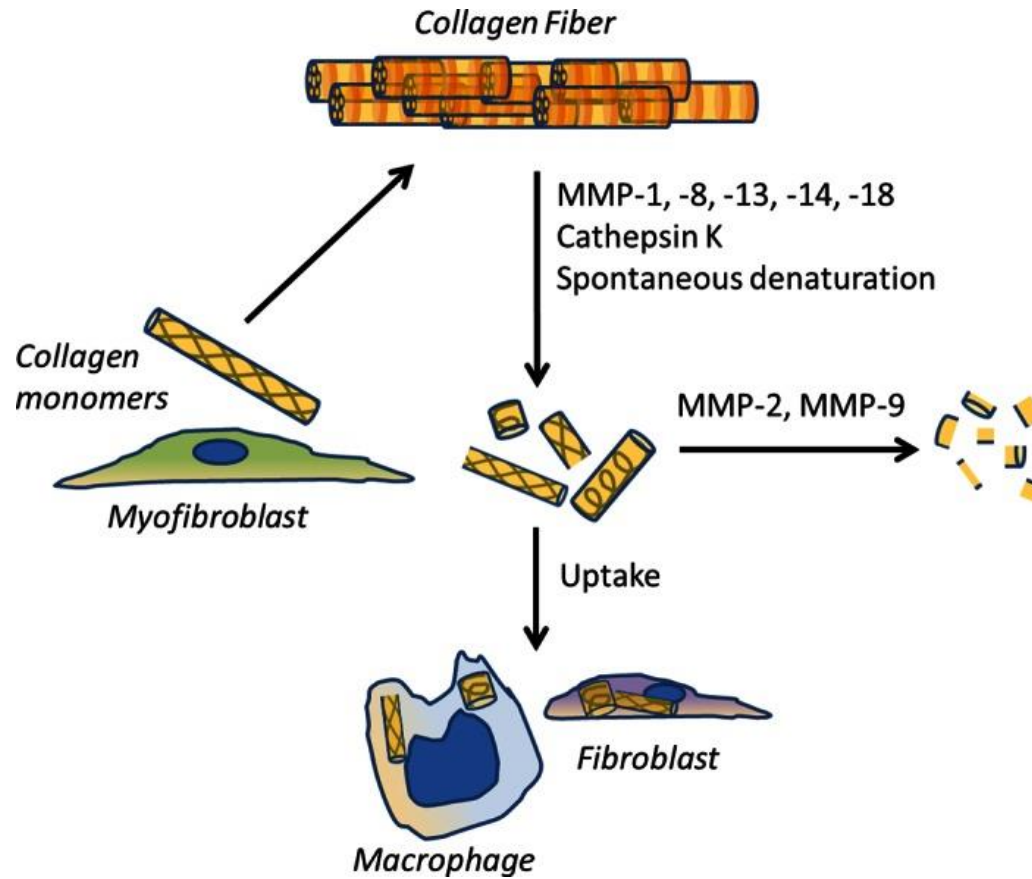 Collagen Fiber
MMP-1, -8, -13, -14, -18
Cathepsin K
Spontaneous denaturation
Collagen
monomers
MMP-2, MMP-9
Myofibroblast
Uptake
Fibroblast
Macrophage